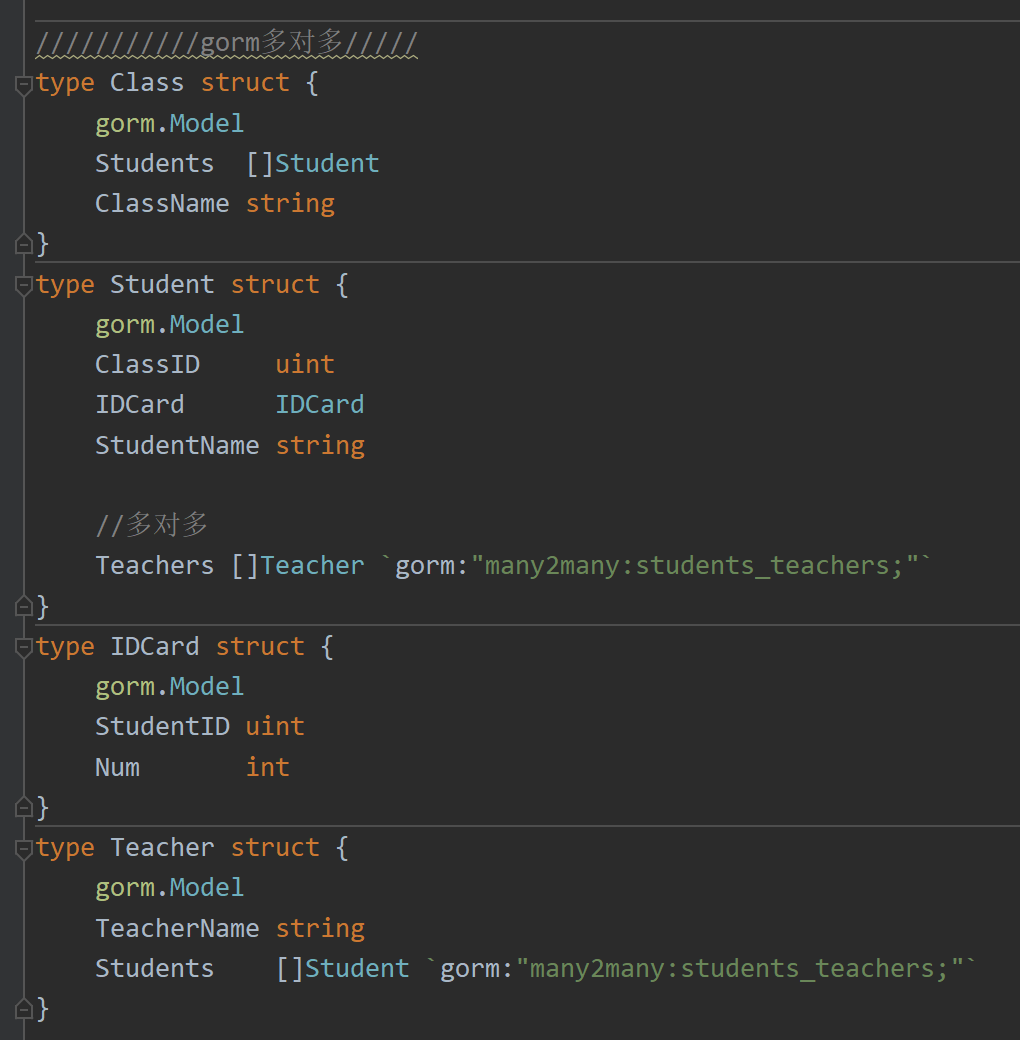 ///////////gorm多对多/////
type Class struct {
    gorm.Model
    Students  []Student
    ClassName string
}
type Student struct {
    gorm.Model
    ClassID     uint
    IDCard      IDCard
    StudentName string
    //多对多
    Teachers []Teacher `gorm:"many2many:students_teachers;"`
}
type IDCard struct {
    gorm.Model
    StudentID uint
    Num       int
}
type Teacher struct {
    gorm.Model
    TeacherName string
    Students    []Student `gorm:"many2many:students_teachers;"`
}